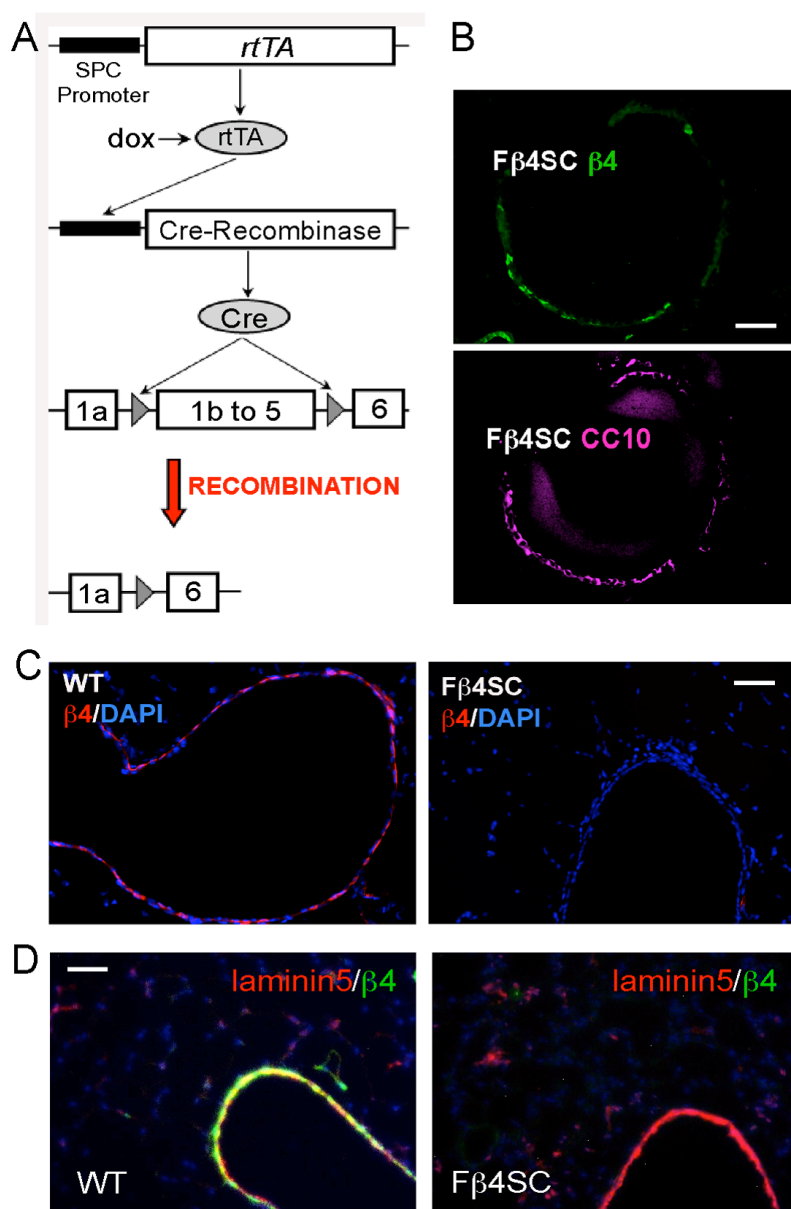 A
rtTA
SPC
Promoter
dox
rtTA
Cre-Recombinase
Cre
1a
1b to 5
6
RECOMBINATION
1a
6
B
Fβ4SC β4
Fβ4SC CC10
C
WT
β4/DAPI
Fβ4SC
β4/DAPI
D
laminin5/β4
WT
laminin5/β4
Fβ4SC